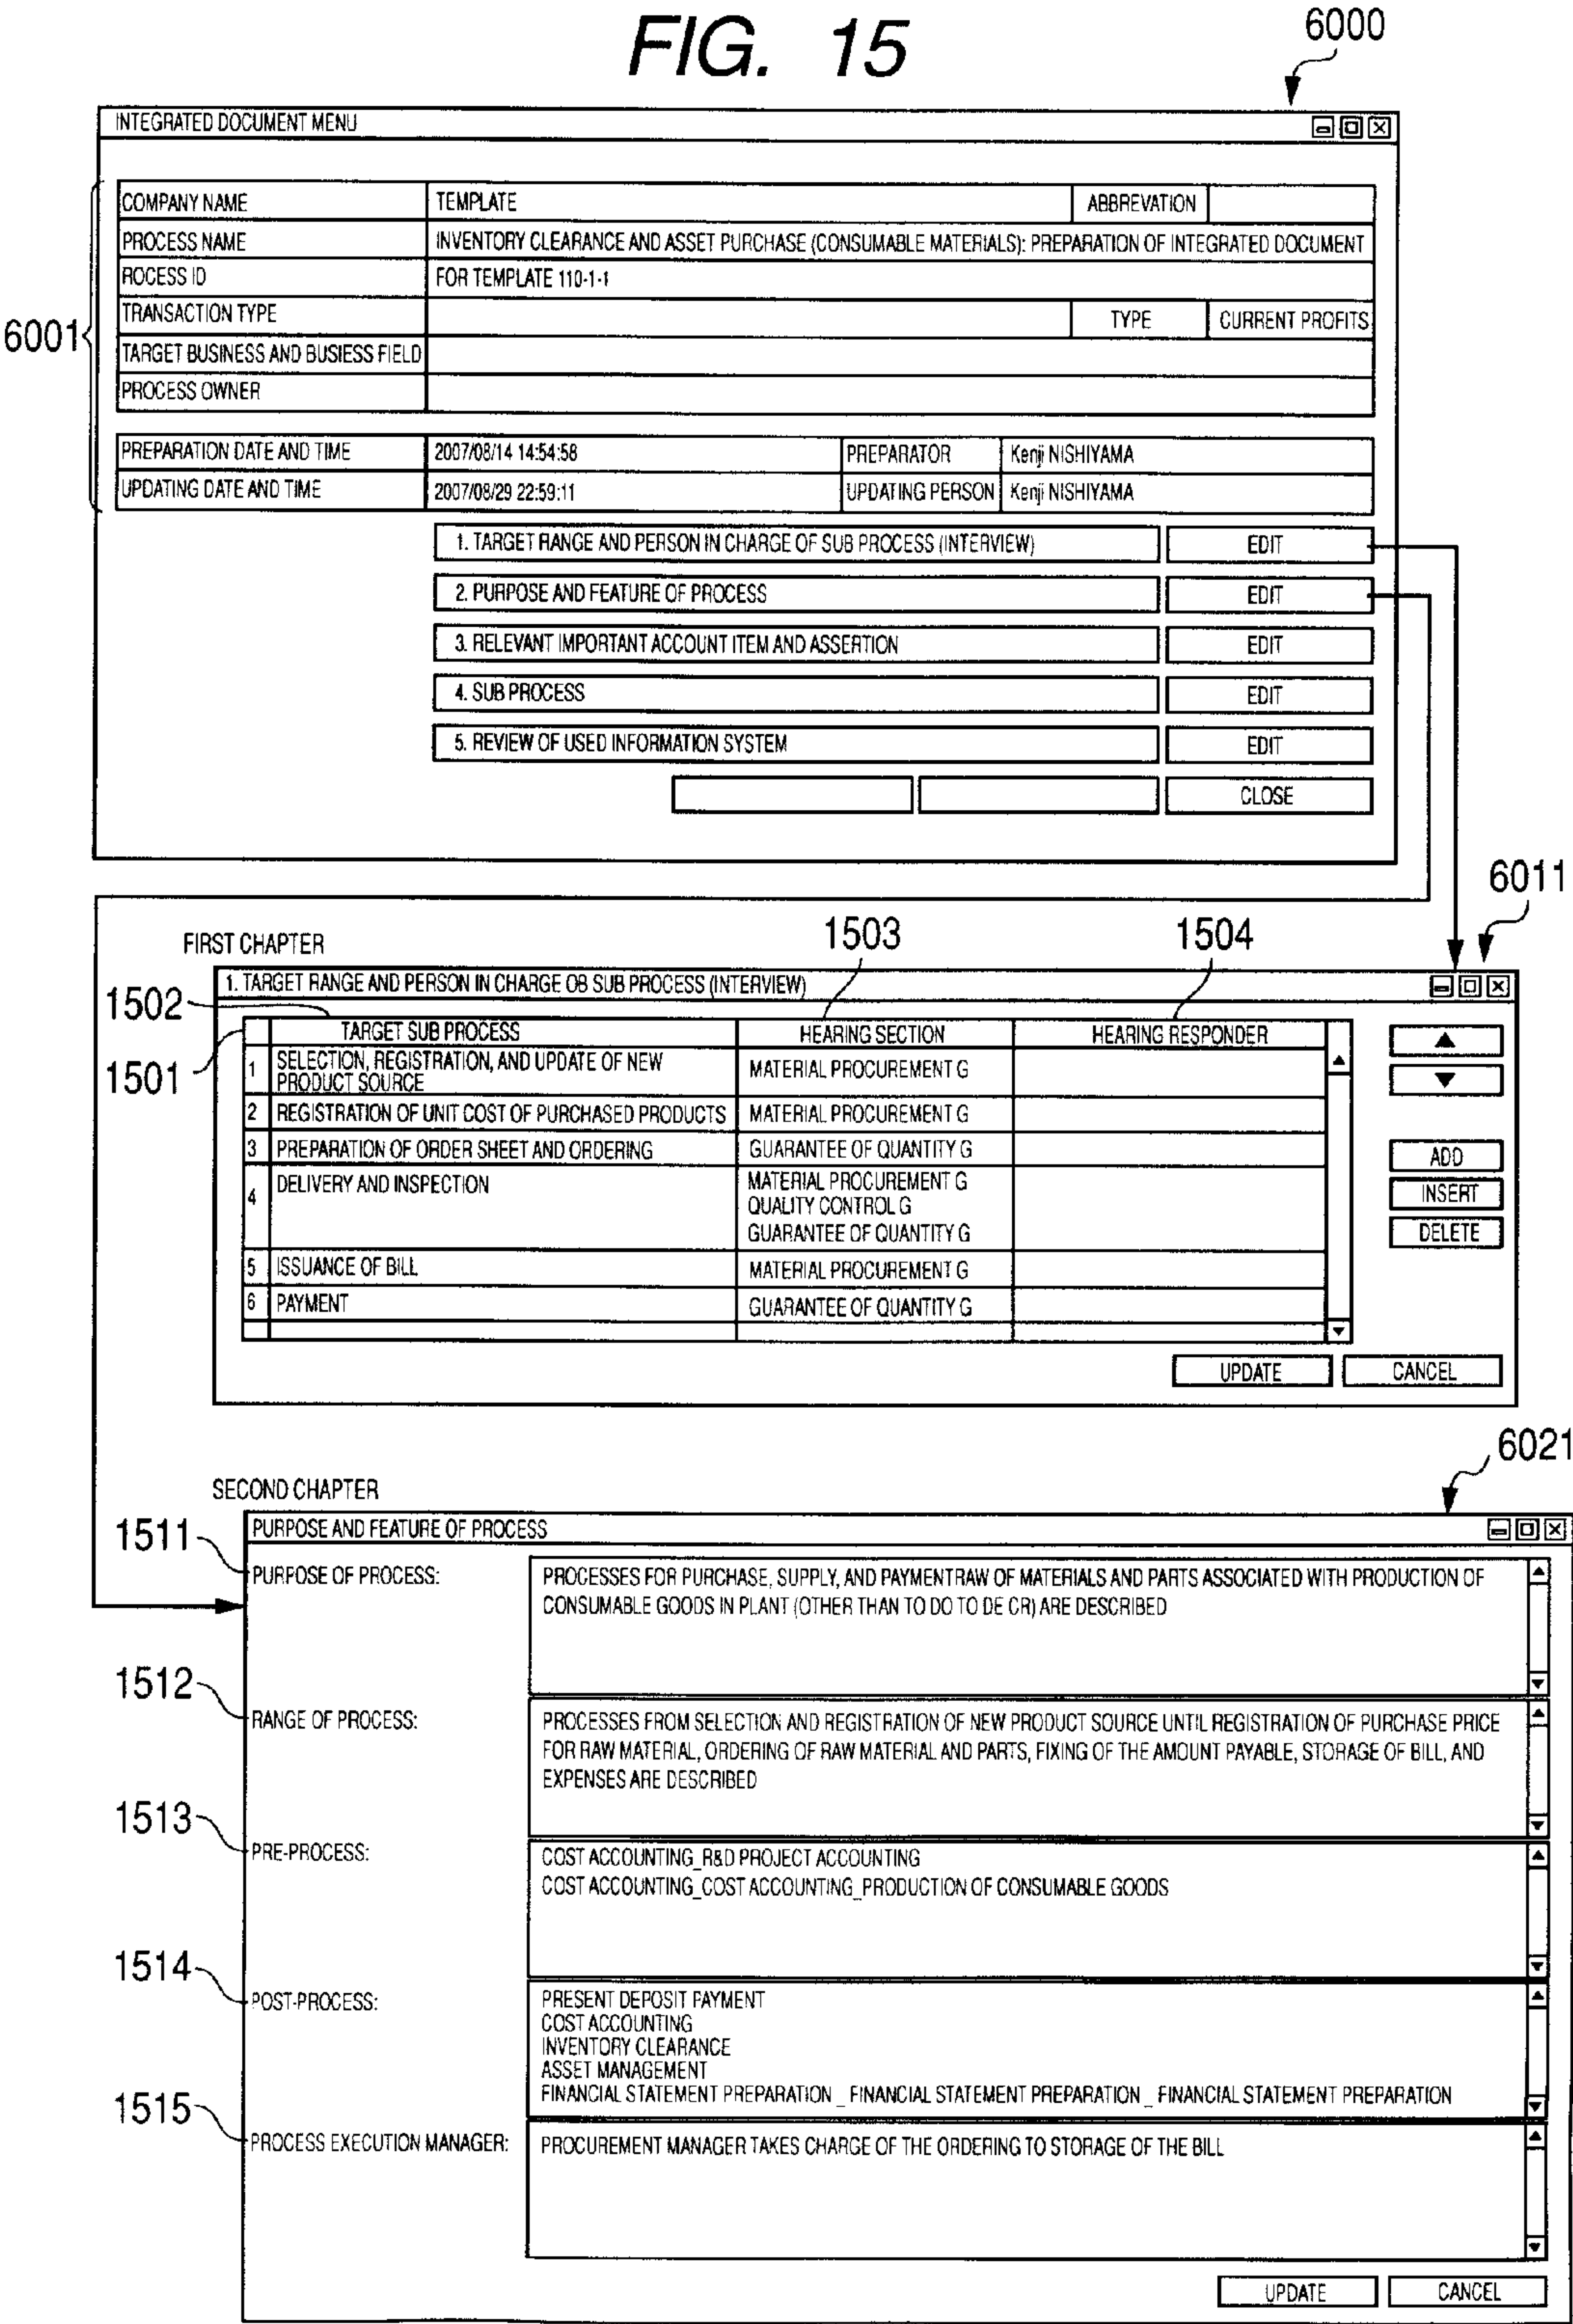 FIG. 15
6000
INTEGRATED DOCUMENT MENU
6001
COMPANY NAME TEMPLATE ABBREVATION
PROCESS NAME INVENTORY CLEARANCE AND ASSET PURCHASE (CONSUMABLE MATERIALS): PREPARATION OF INTEGRATED DOCUMENT
ROCESS ID FOR TEMPLATE 110-1-1
TRANSACTION TYPE TYPE CURRENT PROFITS
TARGET BUSINESS AND BUSIESS FIELD
PROCESS OWNER
PREPARATION DATE AND TIME 2007/08/14 14:54:58 PREPARATOR Kenji NISHIYAMA
UPDATING DATE AND TIME 2007/08/29 22:59:11 UPDATING PERSON Kenji NISHIYAMA
1. TARGET RANGE AND PERSON IN CHARGE OF SUB PROCESS (INTERVIEW) EDIT
2. PURPOSE AND FEATURE OF PROCESS EDIT
3. RELEVANT IMPORTANT ACCOUNT ITEM AND ASSERTION EDIT
4. SUB PROCESS EDIT
5. REVIEW OF USED INFORMATION SYSTEM EDIT
CLOSE
6011
FIRST CHAPTER
1503 1504
1. TARGET RANGE AND PERSON IN CHARGE OB SUB PROCESS (INTERVIEW)
1502
1501
TARGET SUB PROCESS HEARING SECTION HEARING RESPONDER
1 SELECTION, REGISTRATION, AND UPDATE OF NEW
PRODUCT SOURCE MATERIAL PROCUREMENT G
2 REGISTRATION OF UNIT COST OF PURCHASED PRODUCTS MATERIAL PROCUREMENT G
3 PREPARATION OF ORDER SHEET AND ORDERING GUARANTEE OF QUANTITY G
4 DELIVERY AND INSPECTION MATERIAL PROCUREMENT G
QUALITY CONTROL G
GUARANTEE OF QUANTITY G
5 ISSUANCE OF BILL MATERIAL PROCUREMENT G
6 PAYMENT GUARANTEE OF QUANTITY G
ADD
INSERT
DELETE
UPDATE CANCEL
6021
SECOND CHAPTER
PURPOSE AND FEATURE OF PROCESS
1511
PURPOSE OF PROCESS: PROCESSES FOR PURCHASE, SUPPLY, AND PAYMENTRAW OF MATERIALS AND PARTS ASSOCIATED WITH PRODUCTION OF
CONSUMABLE GOODS IN PLANT (OTHER THAN TO DO TO DE CR) ARE DESCRIBED
1512
RANGE OF PROCESS: PROCESSES FROM SELECTION AND REGISTRATION OF NEW PRODUCT SOURCE UNTIL REGISTRATION OF PURCHASE PRICE
FOR RAW MATERIAL, ORDERING OF RAW MATERIAL AND PARTS, FIXING OF THE AMOUNT PAYABLE, STORAGE OF BILL, AND
EXPENSES ARE DESCRIBED
1513
PRE-PROCESS: COST ACCOUNTING_R&D PROJECT ACCOUNTING
COST ACCOUNTING_COST ACCOUNTING_PRODUCTION OF CONSUMABLE GOODS
1514
POST-PROCESS: PRESENT DEPOSIT PAYMENT
COST ACCOUNTING
INVENTORY CLEARANCE
ASSET MANAGEMENT
FINANCIAL STATEMENT PREPARATION _ FINANCIAL STATEMENT PREPARATION _ FINANCIAL STATEMENT PREPARATION
1515
PROCESS EXECUTION MANAGER: PROCUREMENT MANAGER TAKES CHARGE OF THE ORDERING TO STORAGE OF THE BILL
UPDATE CANCEL